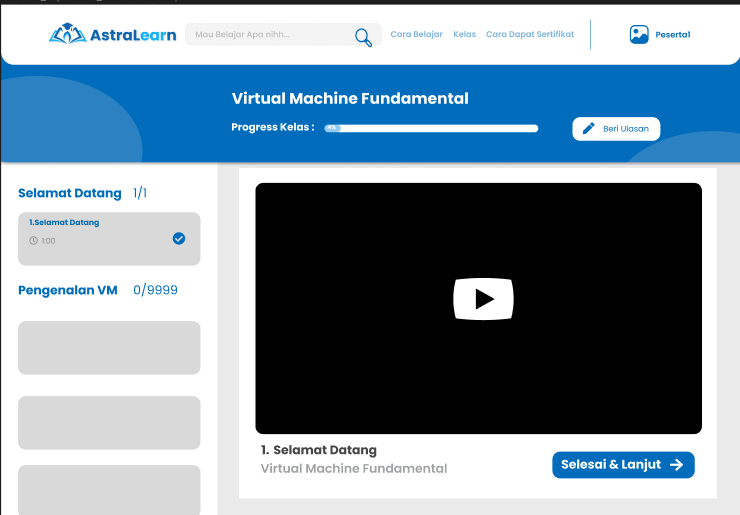 AstraLearn
Mau Belajar Apa nihh...
Cara Belajar
Kelas
Cara Dapat Sertifikat
Peserta1
Virtual Machine Fundamental
Progress Kelas :
Beri Ulasan
Selamat Datang 1/1
1.Selamat Datang
1:00
Pengenalan VM 0/9999
1. Selamat Datang
Virtual Machine Fundamental
Selesai & Lanjut